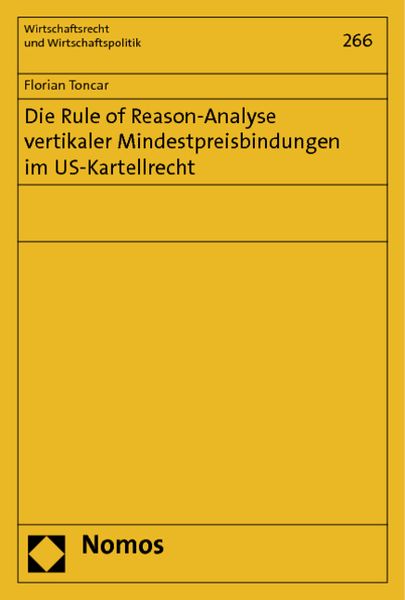 Wirtschaftsrecht
und Wirtschaftspolitik
266
Florian Toncar
Die Rule of Reason-Analyse
vertikaler Mindestpreisbindungen
im US-Kartellrecht
Nomos